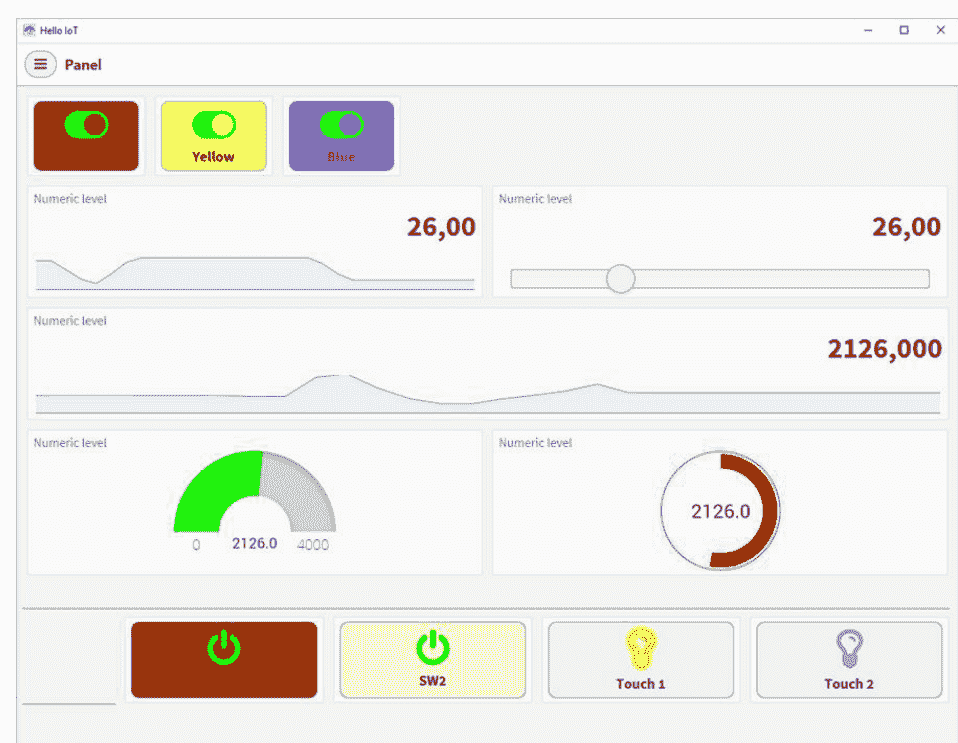 Hello IoT
Panel
Yellow
Blue
Numeric level
26,00
Numeric level
26,00
Numeric level
2126,000
Numeric level
0
2126.0
4000
Numeric level
2126.0
SW2
Touch 1
Touch 2